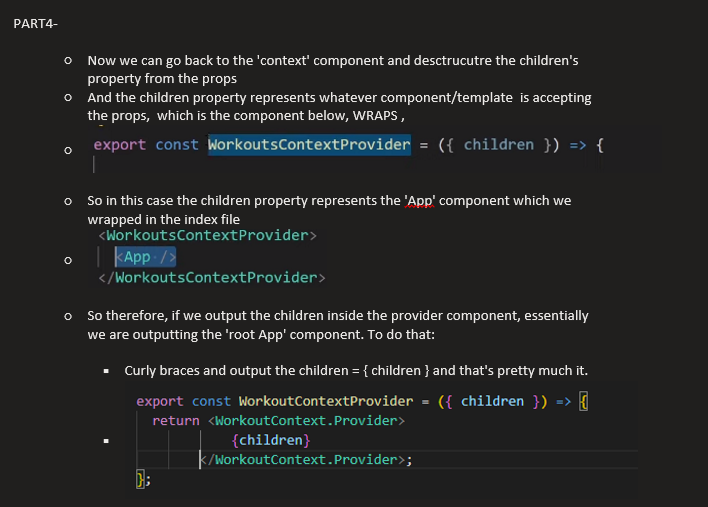 PART4-
Now we can go back to the 'context' component and desctrucutre the children's
property from the props
And the children property represents whatever component/template is accepting
the props, which is the component below, WRAPS ,
export const WorkoutsContextProvider = ({ children }) => {
So in this case the children property represents the 'App' component which we
wrapped in the index file
<WorkoutsContextProvider>
<App />
</WorkoutsContextProvider>
So therefore, if we output the children inside the provider component, essentially
we are outputting the 'root App' component. To do that:
Curly braces and output the children = { children } and that's pretty much it.
export const WorkoutContextProvider = ({ children }) => {
return <WorkoutContext.Provider>
{children}
</WorkoutContext.Provider>;
};